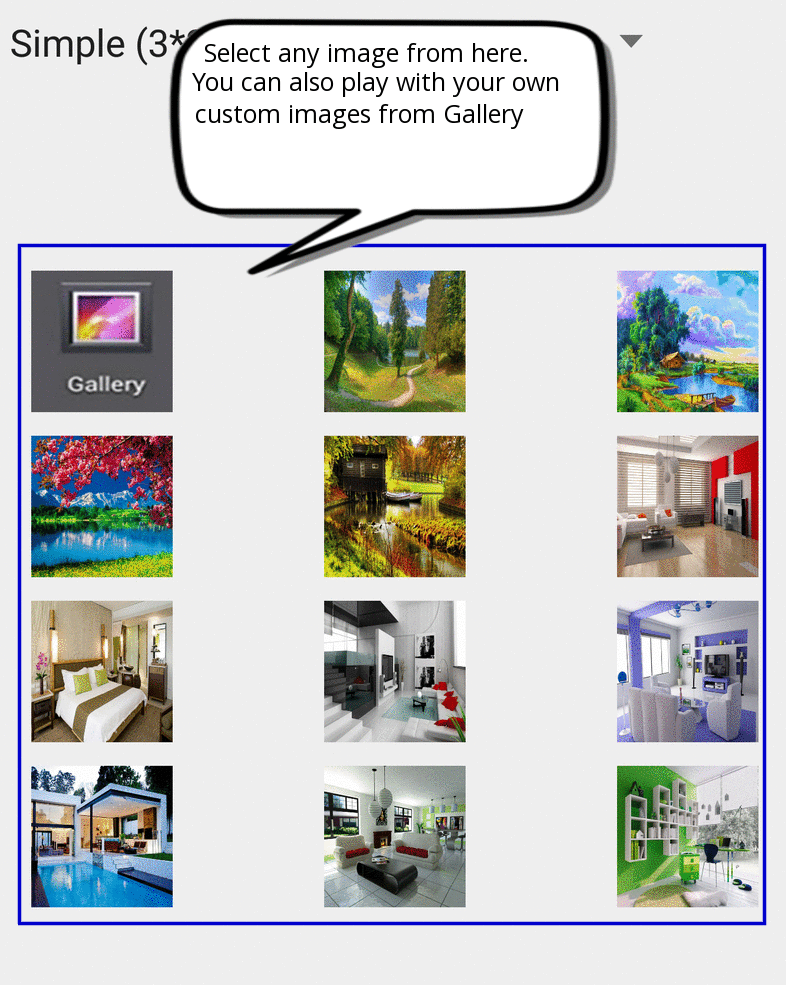 Simple (3*
Select any image from here.
You can also play with your own
custom images from Gallery
Gallery